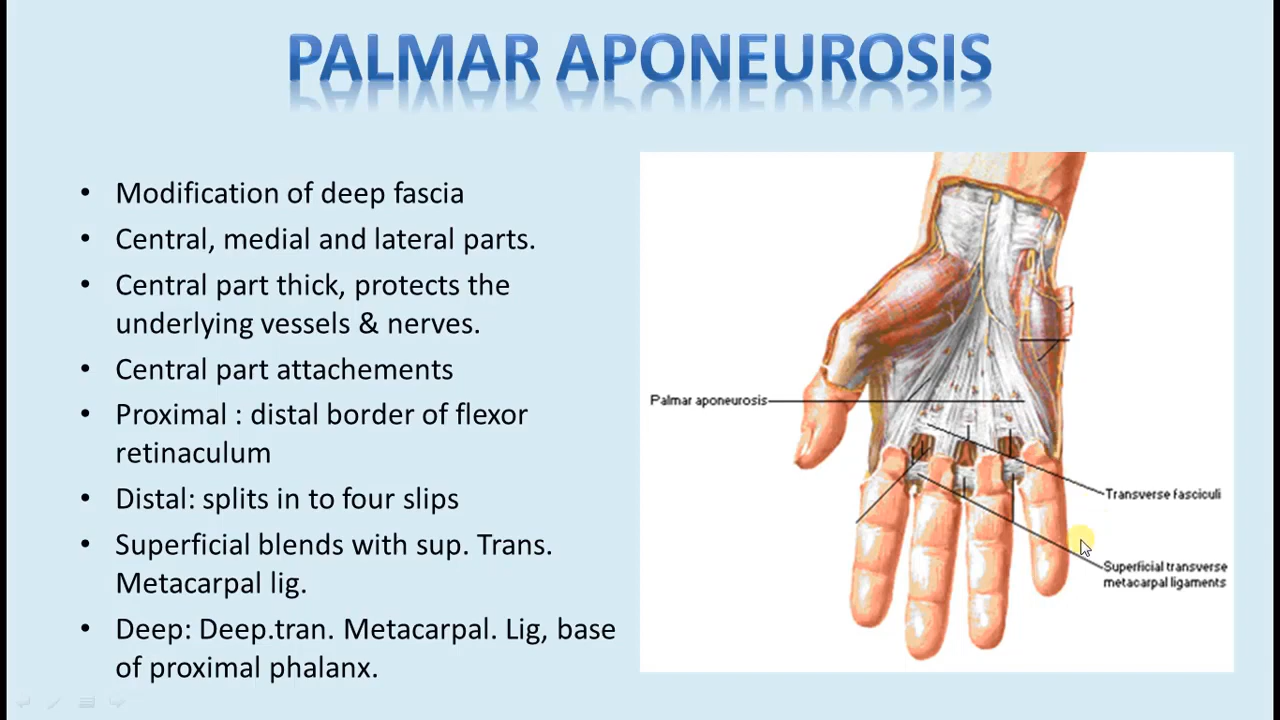 PALMAR APONEUROSIS
• Modification of deep fascia
• Central, medial and lateral parts.
• Central part thick, protects the
underlying vessels & nerves.
• Central part attachements
• Proximal : distal border of flexor
retinaculum
• Distal: splits in to four slips
• Superficial blends with sup. Trans.
Metacarpal lig.
• Deep: Deep.tran. Metacarpal. Lig, base
of proximal phalanx.
Palmar aponeurosis
Transverse fasciculi
Superficial transverse
metacarpal ligaments